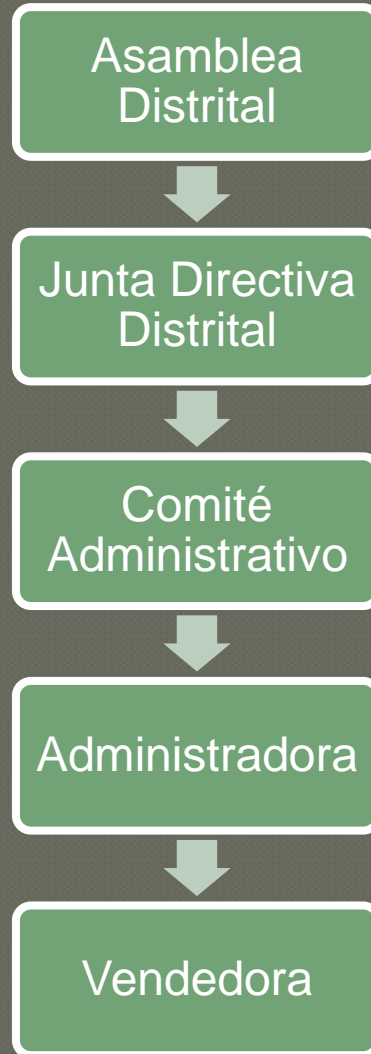 Asamblea
Distrital
Junta Directiva
Distrital
Comité
Administrativo
Administradora
Vendedora